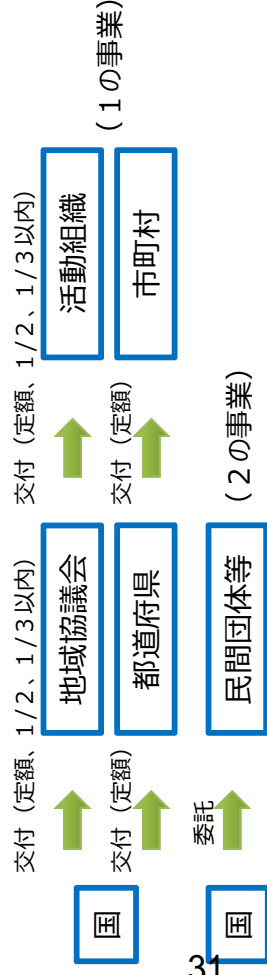 交付（定額、1/2、1/3以内）
交付（定額、1/2、1/3以内）
国
地域協議会
活動組織
（１の事業）
交付（定額）
交付（定額）
都道府県
市町村
委託
国
民間団体等
（２の事業）
31